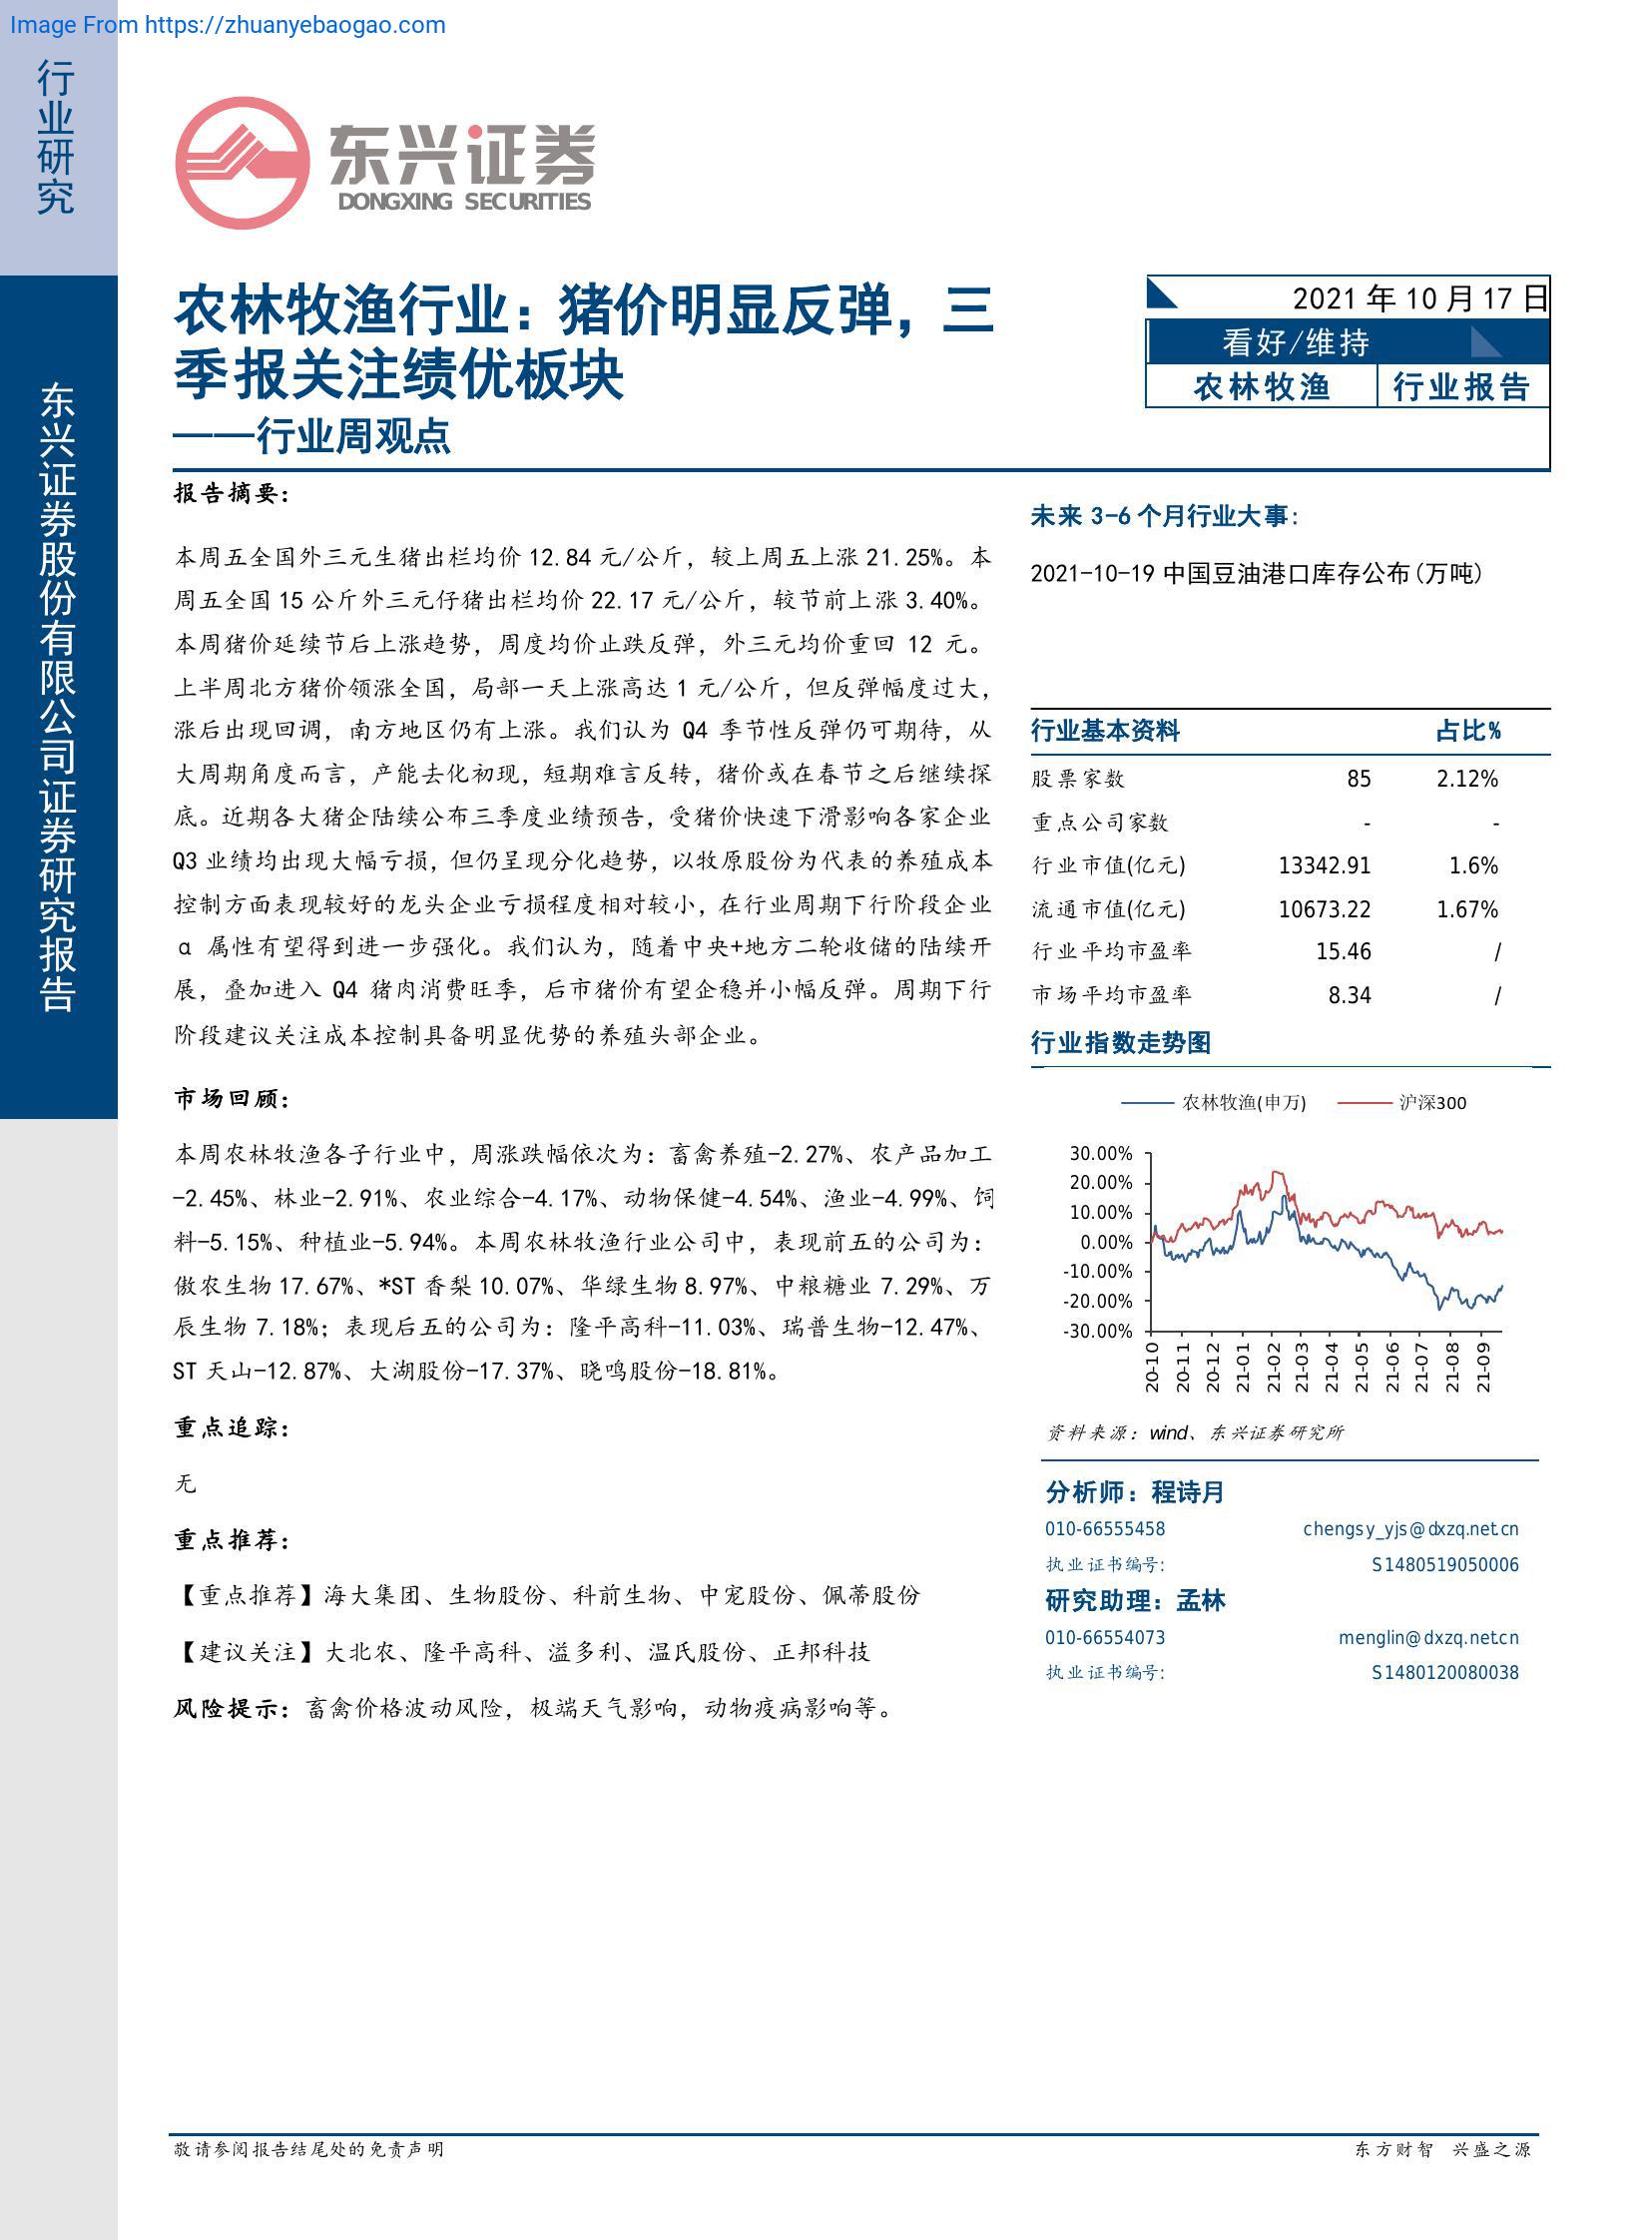 Image From https://zhuanyebaogao.com
行业研究
东兴证券股份有限公司证券研究报告
东兴证券
DONGXING SECURITIES
农林牧渔行业：猪价明显反弹，三
季报关注绩优板块
——行业周观点
2021 年 10 月 17 日
看好/维持
农林牧渔 行业报告
报告摘要：
本周五全国外三元生猪出栏均价 12.84 元/公斤，较上周五上涨 21.25%。本
周五全国 15 公斤外三元仔猪出栏均价 22.17 元/公斤，较节前上涨 3.40%。
本周猪价延续节后上涨趋势，周度均价止跌反弹，外三元均价重回 12 元。
上半周北方猪价领涨全国，局部一天上涨高达 1 元/公斤，但反弹幅度过大，
涨后出现回调，南方地区仍有上涨。我们认为 Q4 季节性反弹仍可期待，从
大周期角度而言，产能去化初现，短期难言反转，猪价或在春节之后继续探
底。近期各大猪企陆续公布三季度业绩预告，受猪价快速下滑影响各家企业
Q3 业绩均出现大幅亏损，但仍呈现分化趋势，以牧原股份为代表的养殖成本
控制方面表现较好的龙头企业亏损程度相对较小，在行业周期下行阶段企业
α 属性有望得到进一步强化。我们认为，随着中央+地方二轮收储的陆续开
展，叠加进入 Q4 猪肉消费旺季，后市猪价有望企稳并小幅反弹。周期下行
阶段建议关注成本控制具备明显优势的养殖头部企业。
市场回顾：
本周农林牧渔各子行业中，周涨跌幅依次为：畜禽养殖-2.27%、农产品加工
-2.45%、林业-2.91%、农业综合-4.17%、动物保健-4.54%、渔业-4.99%、饲
料-5.15%、种植业-5.94%。本周农林牧渔行业公司中，表现前五的公司为：
傲农生物 17.67%、*ST 香梨 10.07%、华绿生物 8.97%、中粮糖业 7.29%、万
辰生物 7.18%；表现后五的公司为：隆平高科-11.03%、瑞普生物-12.47%、
ST 天山-12.87%、大湖股份-17.37%、晓鸣股份-18.81%。
重点追踪：
无
重点推荐：
【重点推荐】海大集团、生物股份、科前生物、中宠股份、佩蒂股份
【建议关注】大北农、隆平高科、溢多利、温氏股份、正邦科技
风险提示：畜禽价格波动风险，极端天气影响，动物疫病影响等。
未来 3-6 个月行业大事：
2021-10-19 中国豆油港口库存公布(万吨)
行业基本资料 占比%
股票家数 85 2.12%
重点公司家数 - -
行业市值(亿元) 13342.91 1.6%
流通市值(亿元) 10673.22 1.67%
行业平均市盈率 15.46 /
市场平均市盈率 8.34 /
行业指数走势图
农林牧渔(申万) 沪深300
30.00%
20.00%
10.00%
0.00%
-10.00%
-20.00%
-30.00%
20-10 20-11 20-12 21-01 21-02 21-03 21-04 21-05 21-06 21-07 21-08 21-09
资料来源：wind、东兴证券研究所
分析师：程诗月
010-66555458 chengsy_yjs@dxzq.net.cn
执业证书编号: S1480519050006
研究助理：孟林
010-66554073 menglin@dxzq.net.cn
执业证书编号: S1480120080038
敬请参阅报告结尾处的免责声明 东方财智 兴盛之源